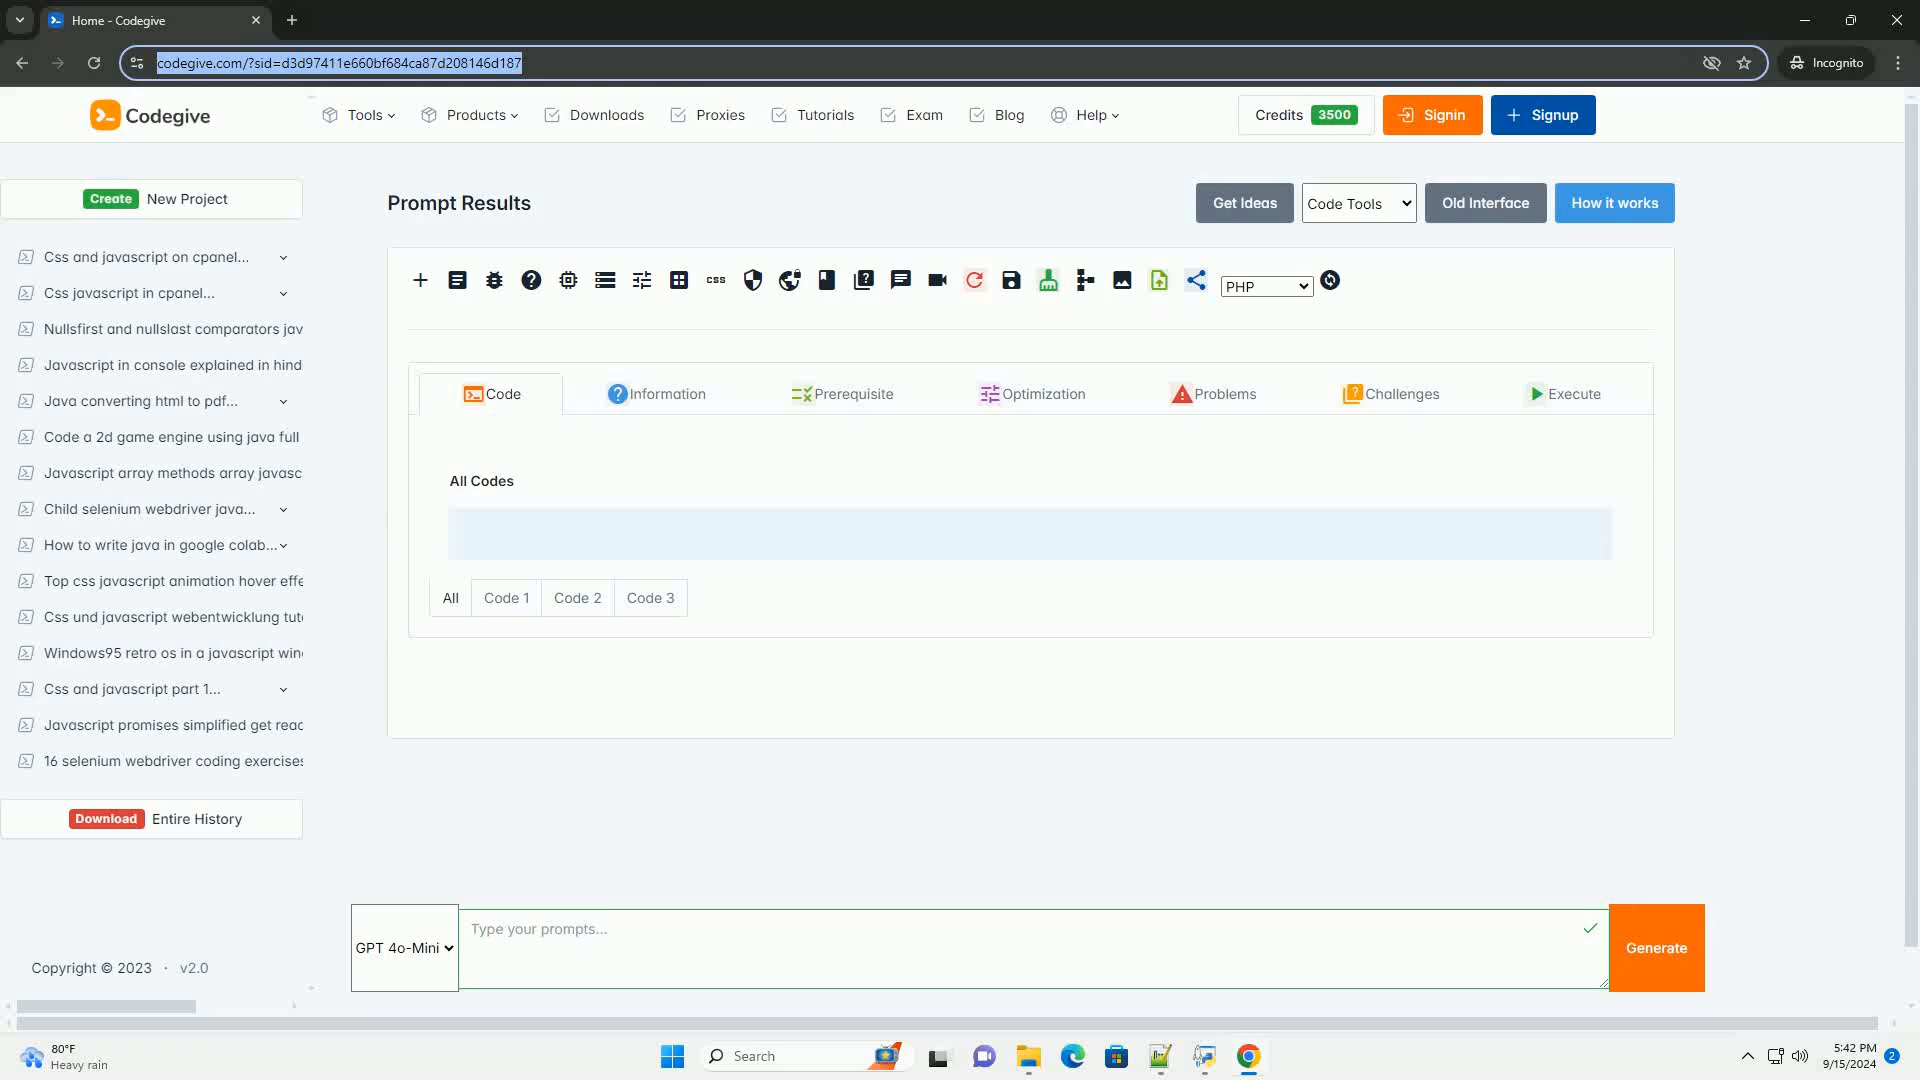 Home - Codegive
codegive.com/?sid=d3d97411e660bf684ca87d208146d187
Incognito
Codegive
Tools
Products
Downloads
Proxies
Tutorials
Exam
Blog
Help
Credits 3500
Signin
Signup
Create New Project
Css and javascript on cpanel...
Css javascript in cpanel...
Nullsfirst and nullslast comparators jav
Javascript in console explained in hind
Java converting html to pdf...
Code a 2d game engine using java full
Javascript array methods array javasc
Child selenium webdriver java...
How to write java in google colab...
Top css javascript animation hover effe
Css und javascript webentwicklung tut
Windows95 retro os in a javascript win
Css and javascript part 1...
Javascript promises simplified get reac
16 selenium webdriver coding exercises
Download Entire History
Copyright © 2023 · v2.0
Prompt Results
Get Ideas
Code Tools
Old Interface
How it works
css
PHP
Code
Information
Prerequisite
Optimization
Problems
Challenges
Execute
All Codes
All
Code 1
Code 2
Code 3
GPT 4o-Mini
Type your prompts...
Generate
80°F
Heavy rain
Search
5:42 PM
9/15/2024
2